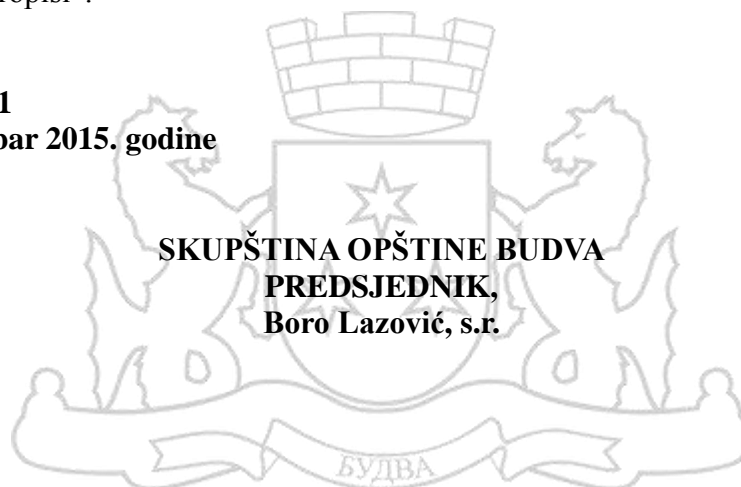 1
bar 2015. godine
SKUPŠTINA OPŠTINE BUDVA
PREDSJEDNIK,
Boro Lazović, s.r.
БУДВА